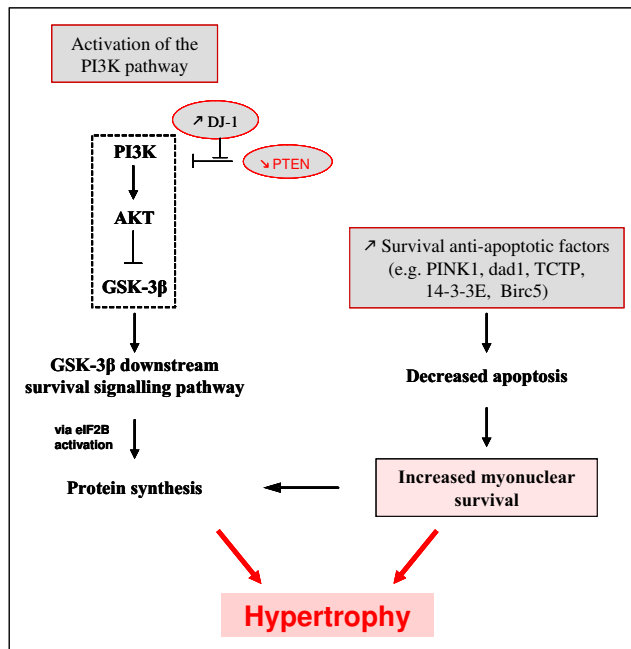 Activation of the
PI3K pathway
↗ DJ-1
↘ PTEN
PI3K
AKT
GSK-3β
GSK-3β downstream
survival signalling pathway
via eIF2B
activation
Protein synthesis
↗ Survival anti-apoptotic factors
(e.g. PINK1, dad1, TCTP,
14-3-3E, Birc5)
Decreased apoptosis
Increased myonuclear
survival
Hypertrophy